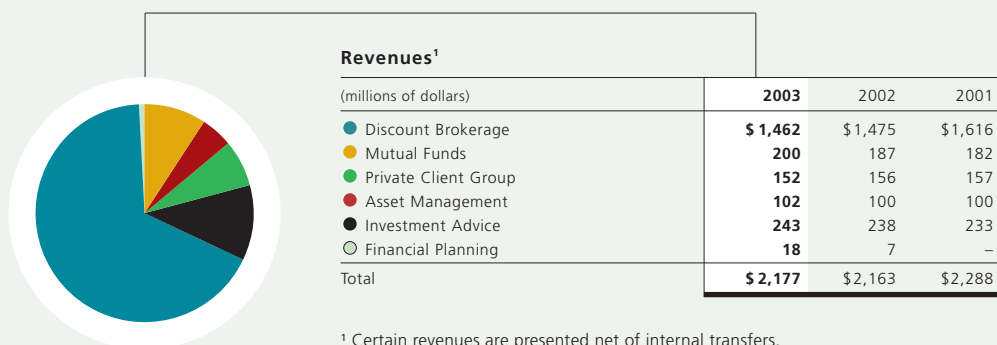 Revenues¹
(millions of dollars) 2003 2002 2001
Discount Brokerage $ 1,462 $1,475 $1,616
Mutual Funds 200 187 182
Private Client Group 152 156 157
Asset Management 102 100 100
Investment Advice 243 238 233
Financial Planning 18 7 –
Total $ 2,177 $2,163 $2,288
¹ Certain revenues are presented net of internal transfers.